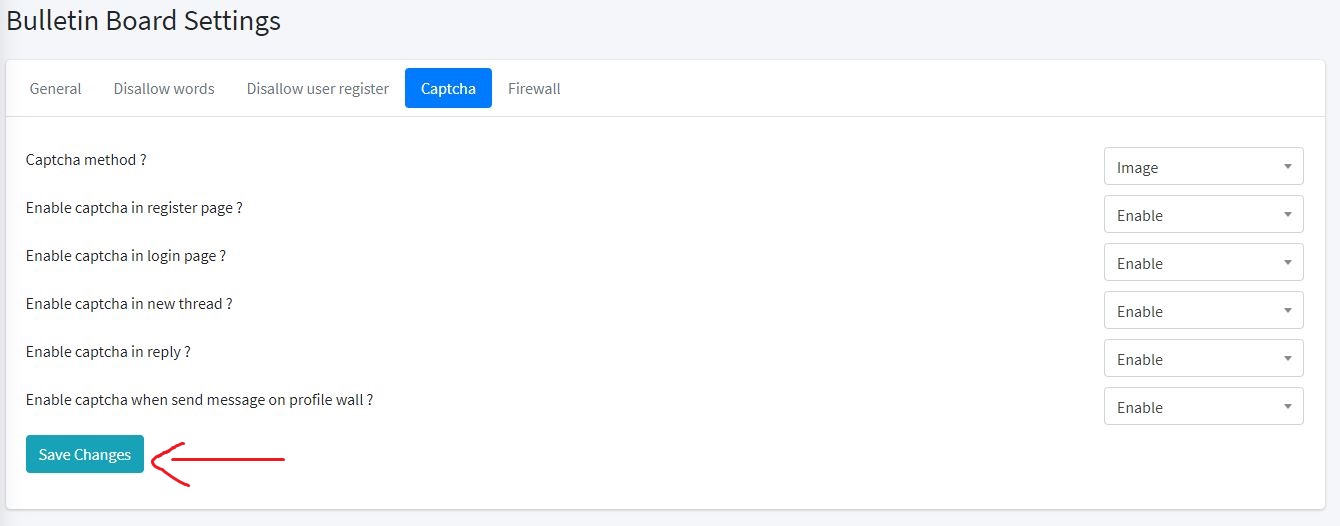 Bulletin Board Settings
General Disallow words Disallow user register Captcha Firewall
Captcha method ? Image
Enable captcha in register page ? Enable
Enable captcha in login page ? Enable
Enable captcha in new thread ? Enable
Enable captcha in reply ? Enable
Enable captcha when send message on profile wall ? Enable
Save Changes